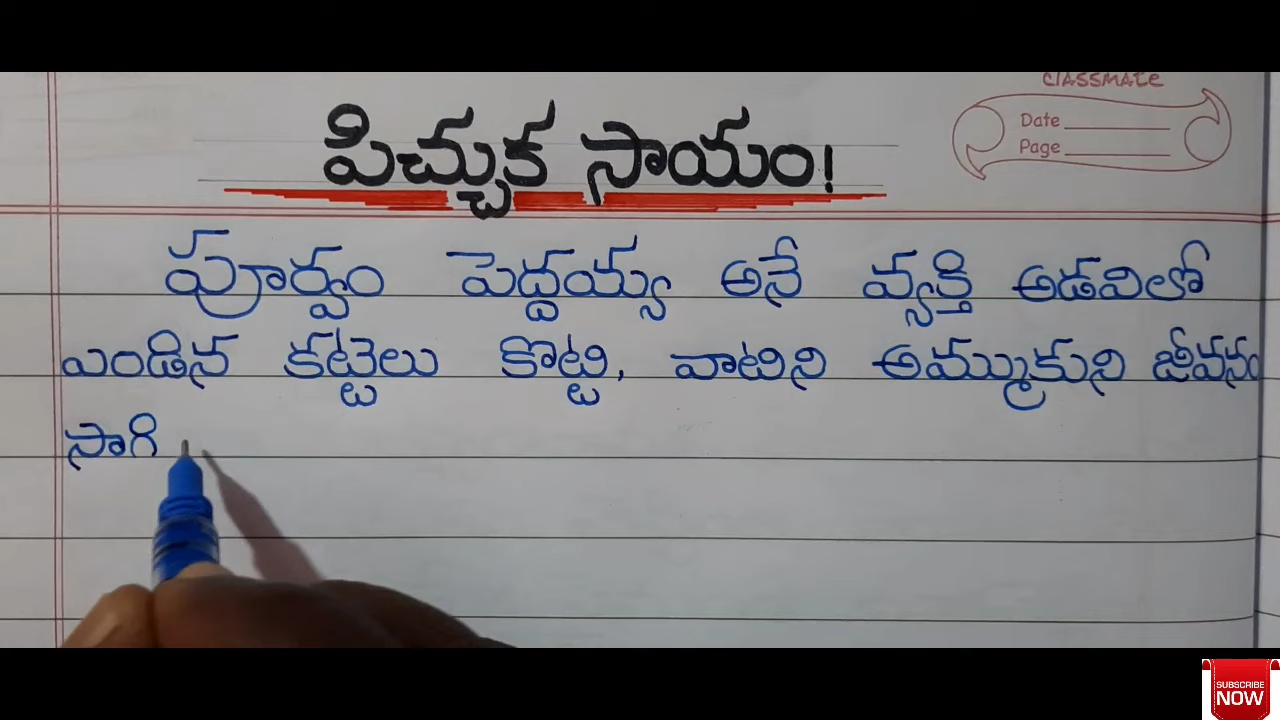 CLASSMATE
Date
Page
పిచ్చుక సాయం!
పూర్వం పెద్దయ్య అనే వ్యక్తి అడవిలో
ఎండిన కట్టెలు కొట్టి, వాటిని అమ్ముకుని జీవనం
సాగి
SUBSCRIBE
NOW